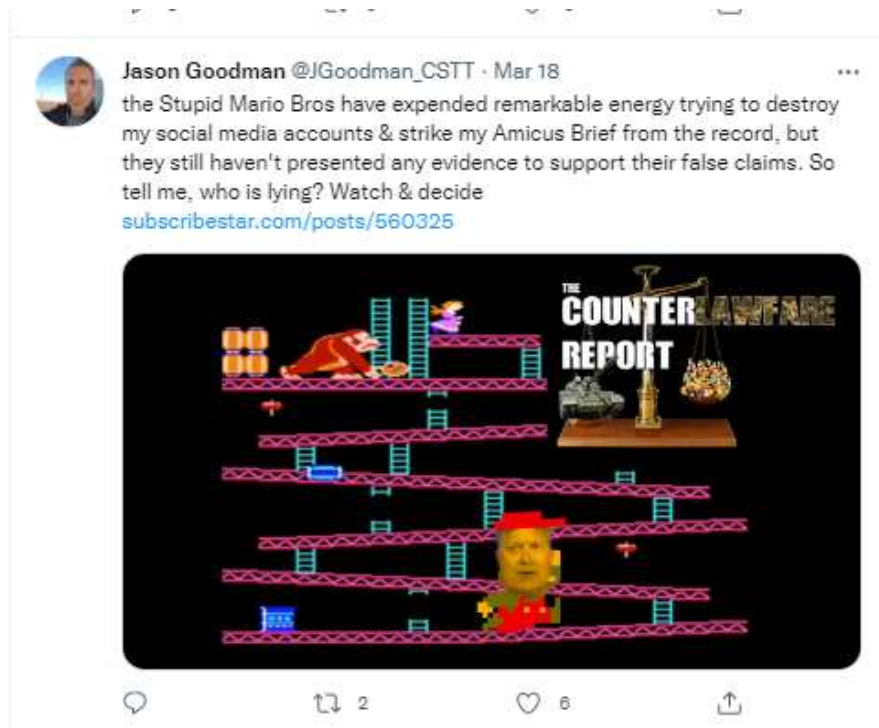 Jason Goodman @JGoodman_CSTT · Mar 18
the Stupid Mario Bros have expended remarkable energy trying to destroy
my social media accounts & strike my Amicus Brief from the record, but
they still haven't presented any evidence to support their false claims. So
tell me, who is lying? Watch & decide
subscribestar.com/posts/560325
THE
COUNTERLAWFARE
REPORT
2 6